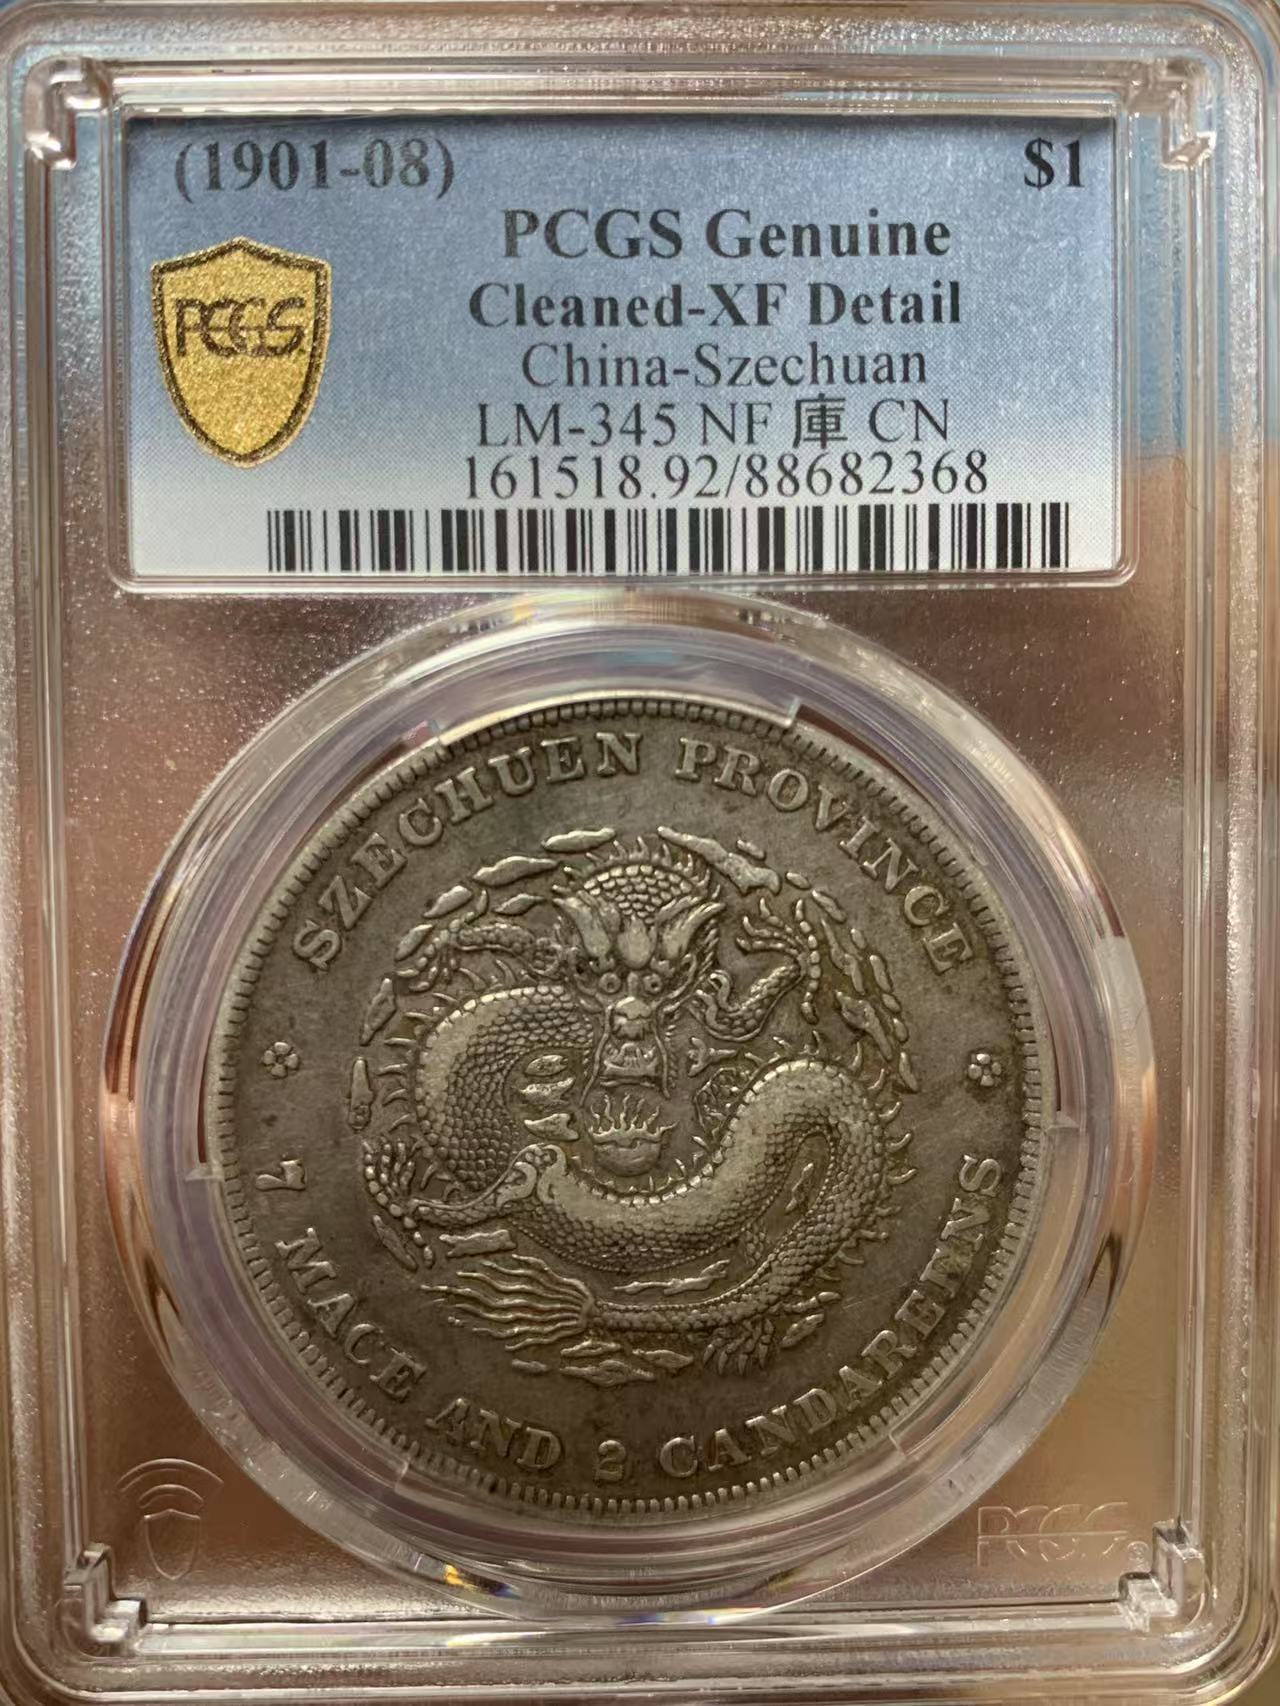 (1901-08) $1
PCGS Genuine
PCGS
Cleaned-XF Detail
China-Szechuan
LM-345 NF 庫 CN
161518.92/88682368
SZECHUEN PROVINCE
7 MACE AND 2 CANDAREENS
PCGS